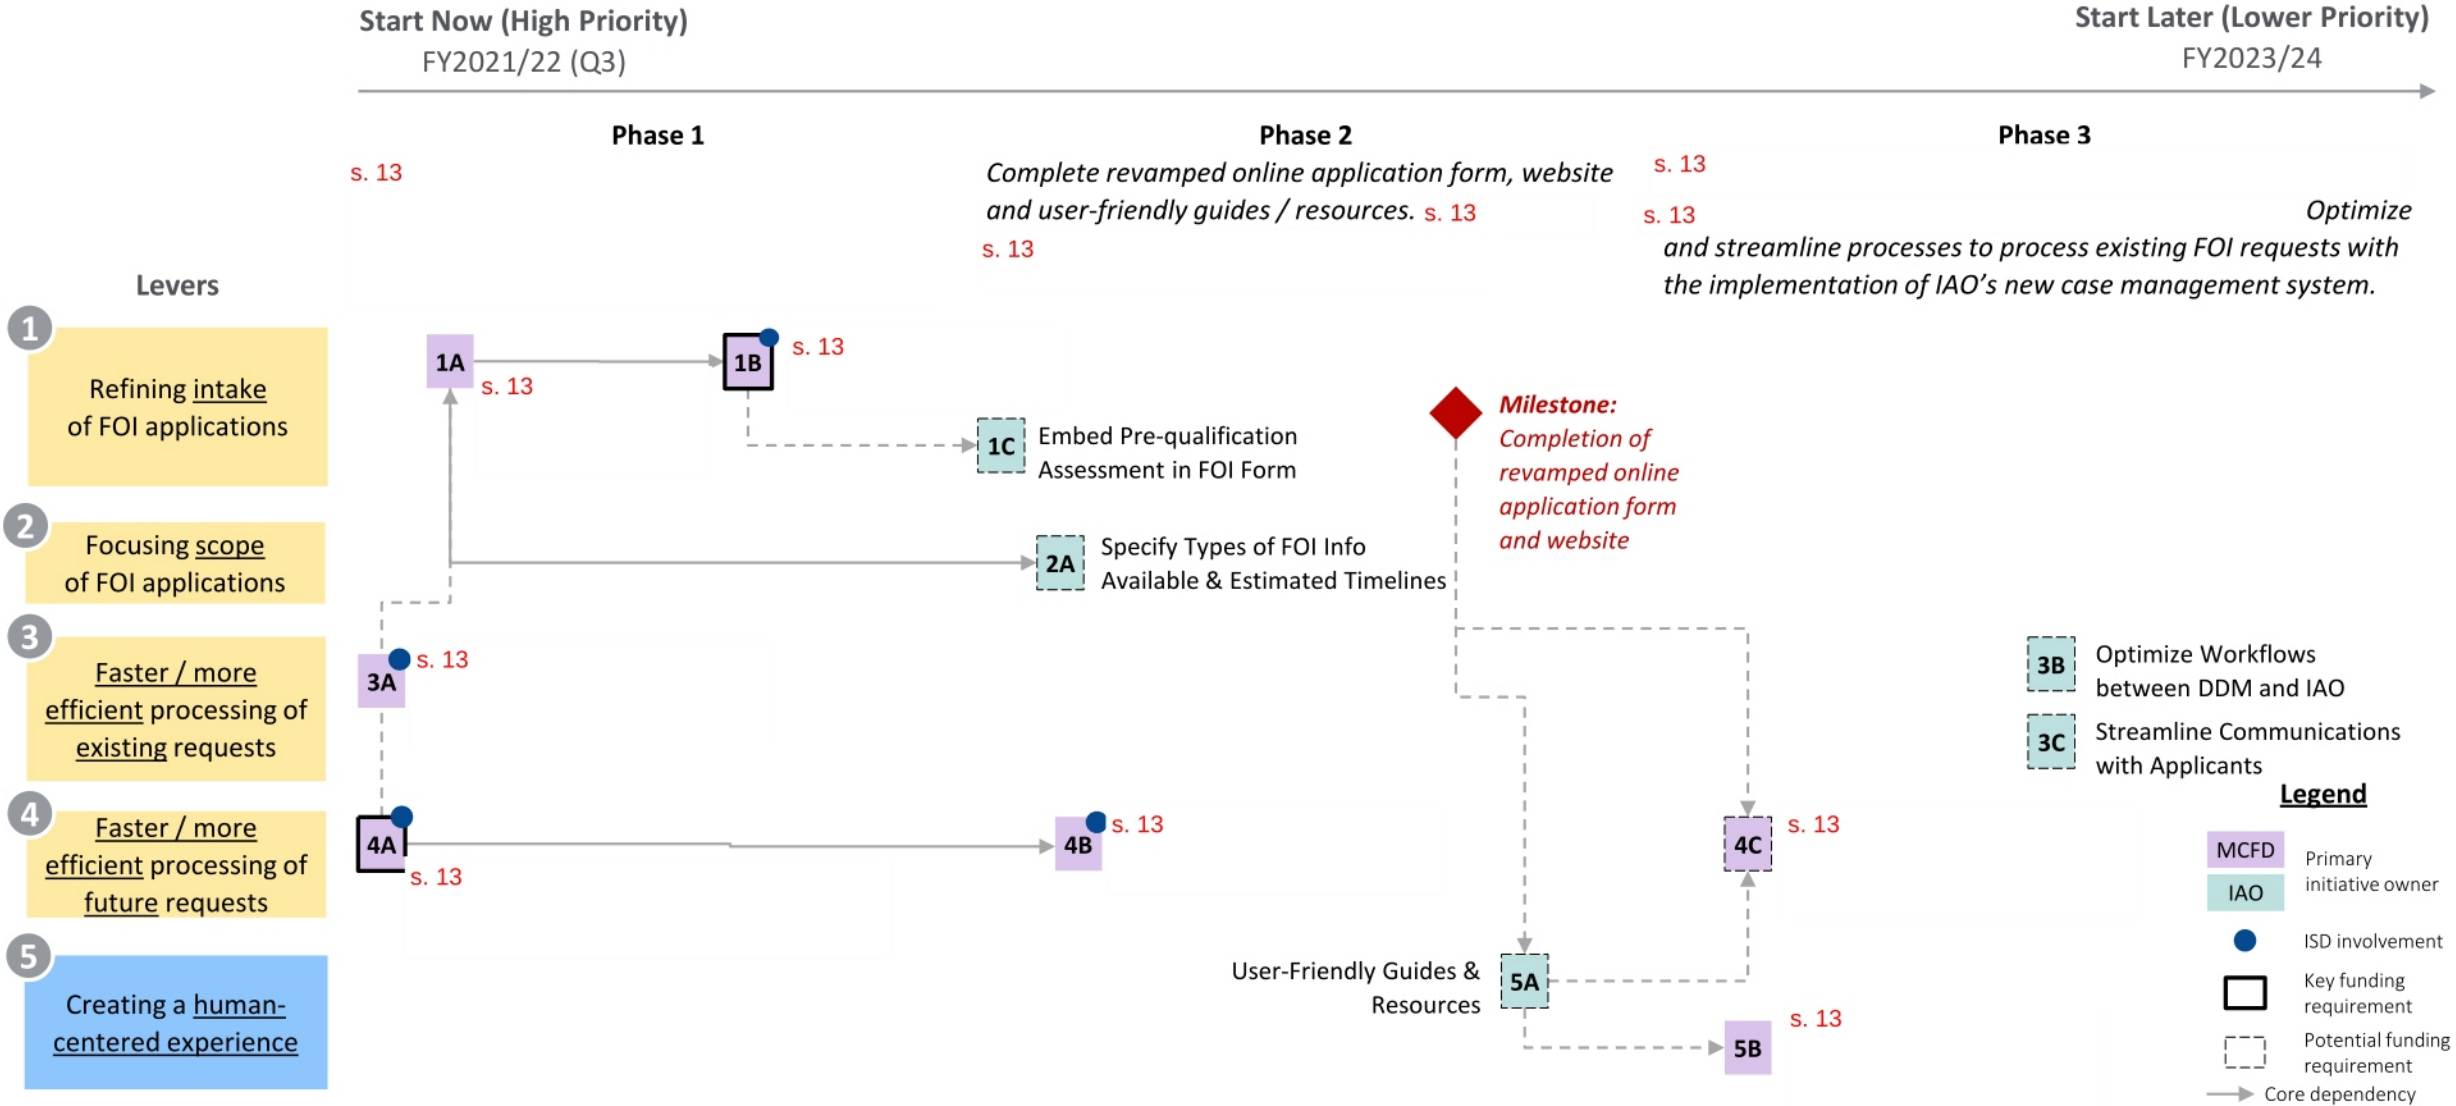 Start Now (High Priority)
FY2021/22 (Q3)
Start Later (Lower Priority)
FY2023/24
Phase 1
s. 13
Phase 2
Complete revamped online application form, website
and user-friendly guides / resources. s. 13
s. 13
Phase 3
s. 13
s. 13 Optimize
and streamline processes to process existing FOI requests with
the implementation of IAO’s new case management system.
Levers
1
Refining intake
of FOI applications
1A
s. 13
1B
s. 13
1C
Embed Pre-qualification
Assessment in FOI Form
Milestone:
Completion of
revamped online
application form
and website
2
Focusing scope
of FOI applications
2A
Specify Types of FOI Info
Available & Estimated Timelines
3
Faster / more
efficient processing of
existing requests
3A
s. 13
3B
Optimize Workflows
between DDM and IAO
3C
Streamline Communications
with Applicants
4
Faster / more
efficient processing of
future requests
4A
s. 13
4B
s. 13
4C
s. 13
5
Creating a human-
centered experience
User-Friendly Guides &
Resources
5A
5B
s. 13
Legend
MCFD
IAO
Primary
initiative owner
ISD involvement
Key funding
requirement
Potential funding
requirement
Core dependency